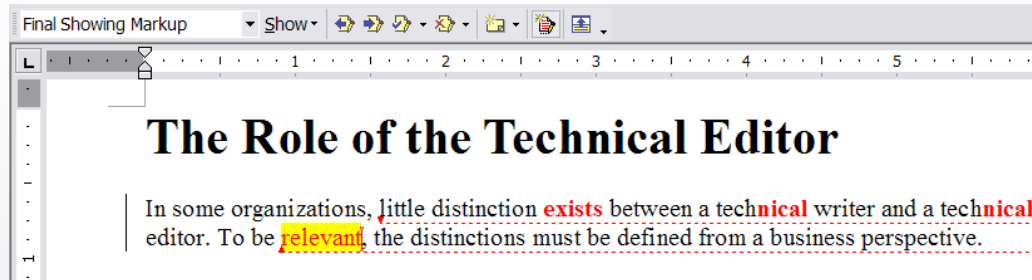 Final Showing Markup Show
L 1 2 3 4 5
The Role of the Technical Editor
In some organizations, little distinction exists between a technical writer and a technical
editor. To be relevant, the distinctions must be defined from a business perspective.
1